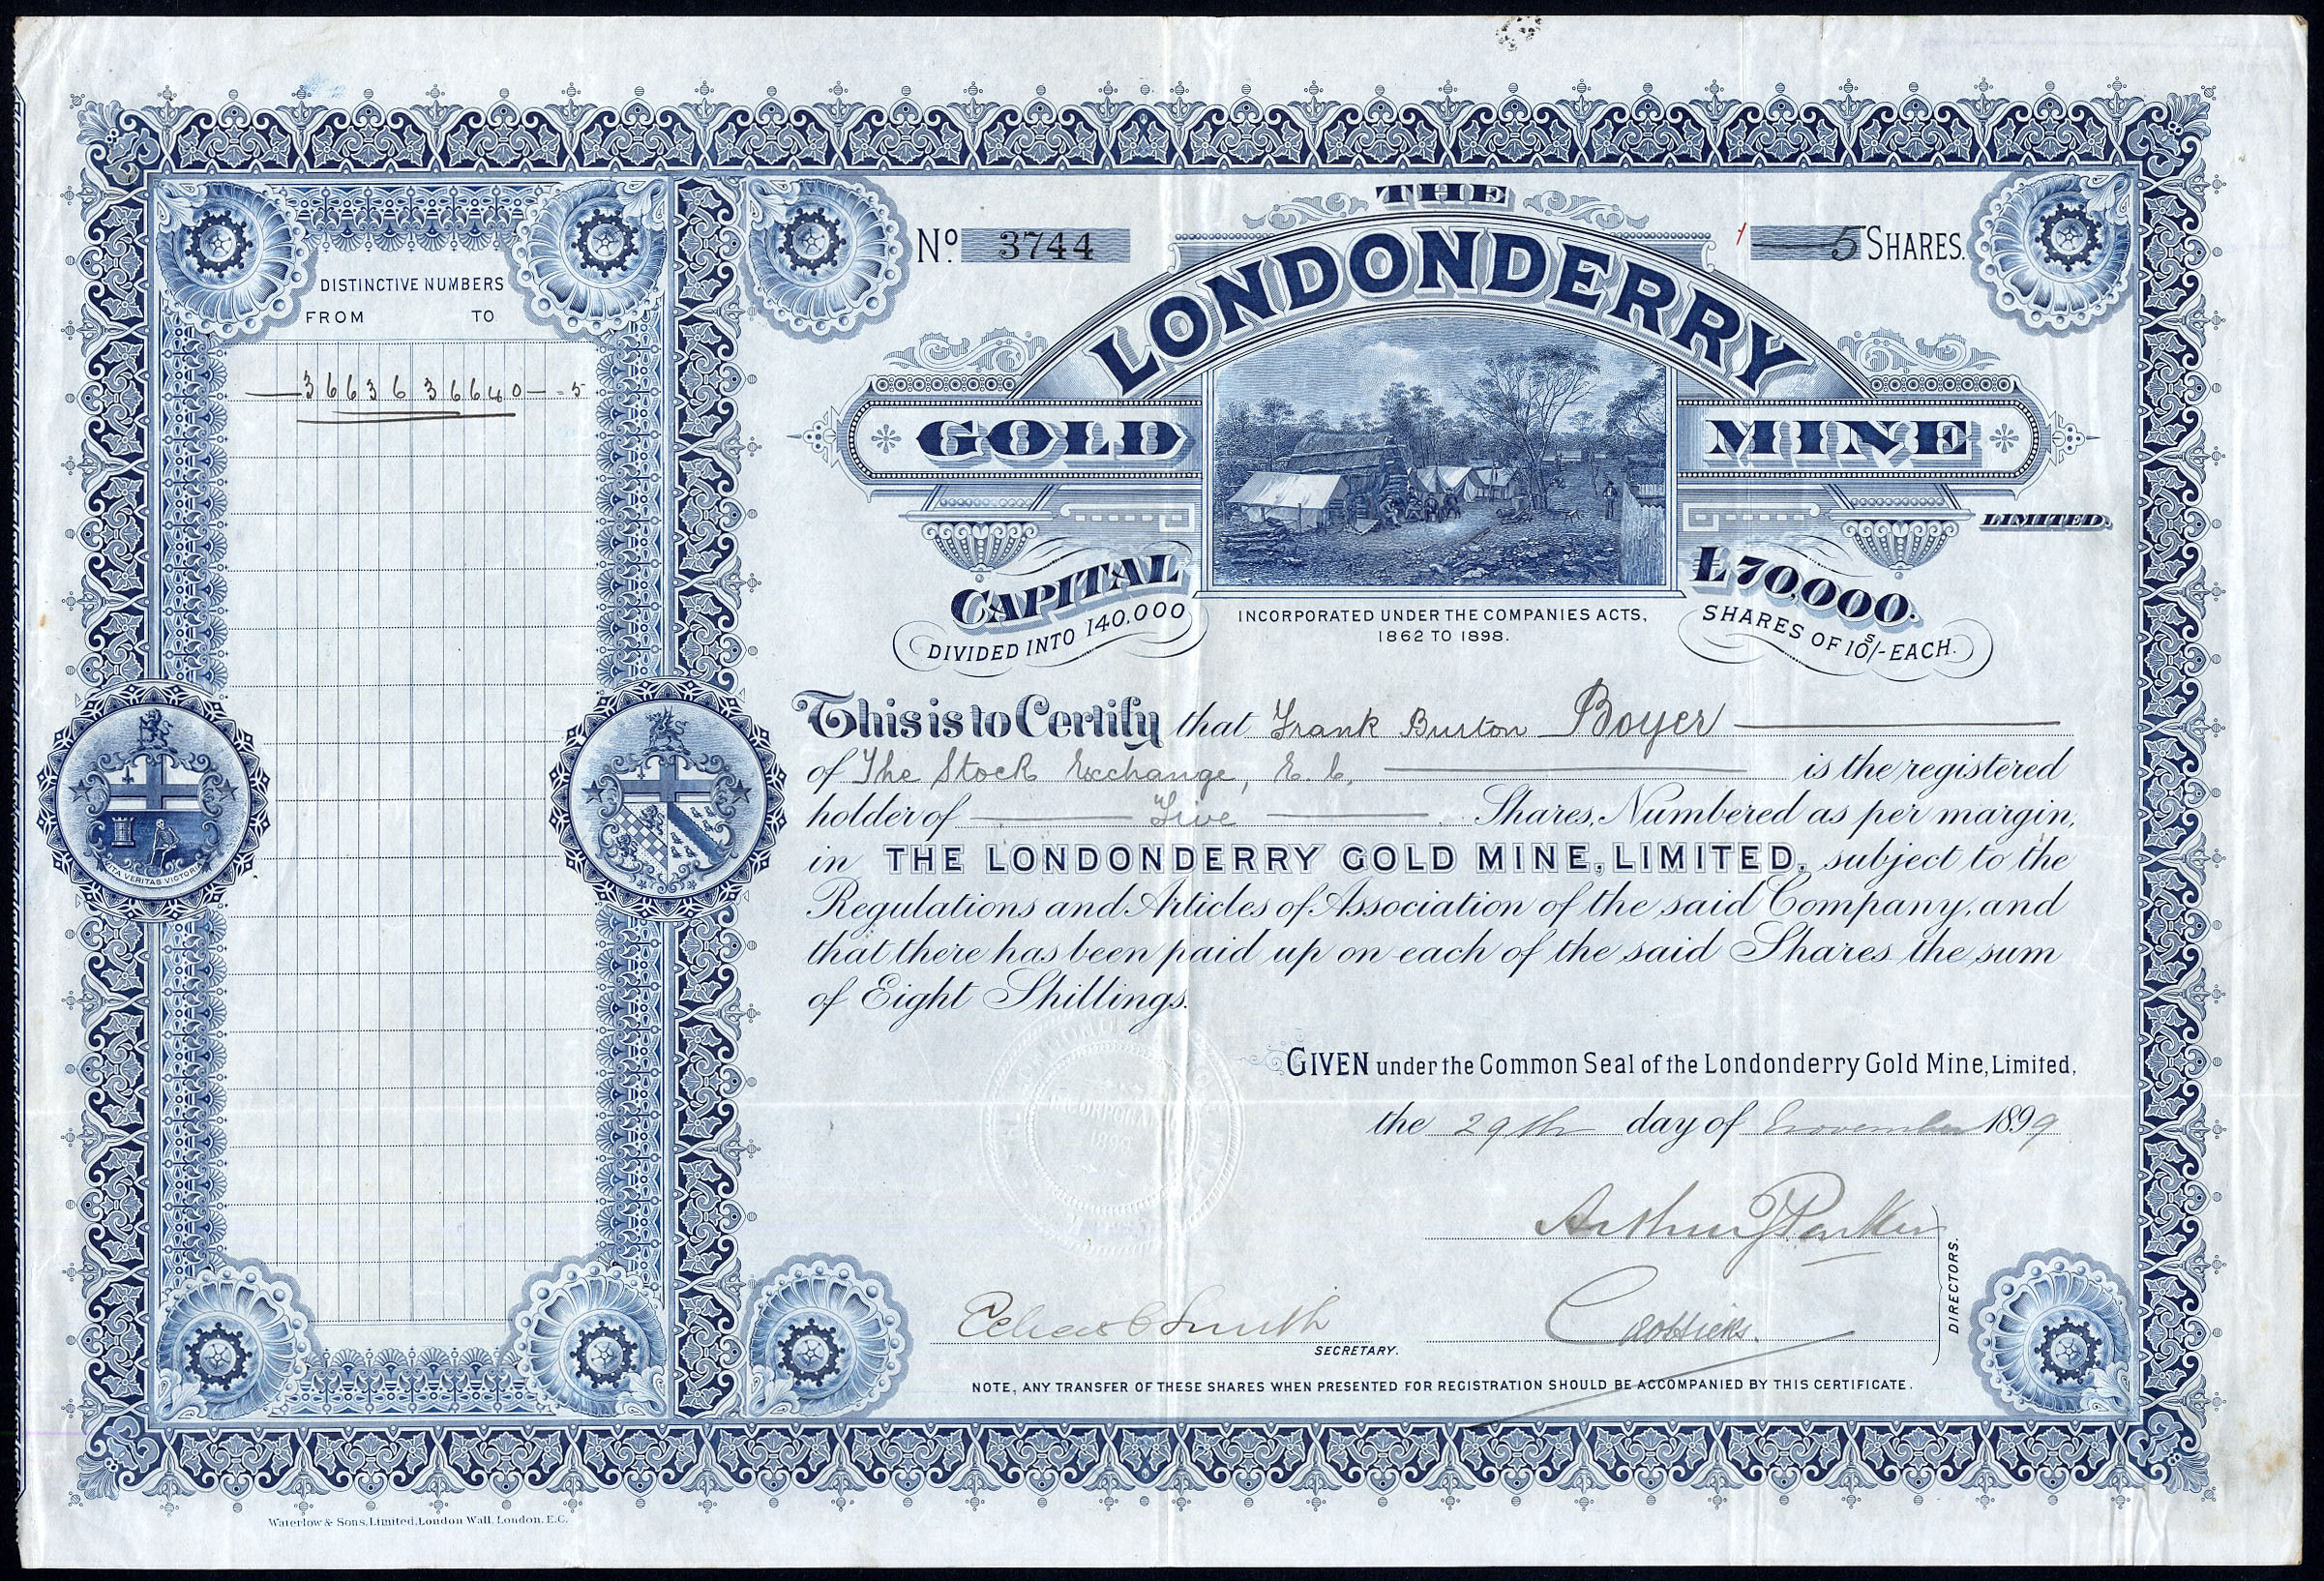 DISTINCTIVE NUMBERS
FROM TO
36636 36640 - 5
VITA VERITAS VICTORIA
Nº 3744
5 SHARES.
THE
LONDONDERRY
GOLD MINE
LIMITED.
CAPITAL £70,000.
DIVIDED INTO 140,000 SHARES OF 10s/- EACH.
INCORPORATED UNDER THE COMPANIES ACTS,
1862 TO 1898.
This is to Certify that Frank Burton Boyer
of The Stock Exchange, E. C. is the registered
holder of Five Shares, Numbered as per margin,
in THE LONDONDERRY GOLD MINE, LIMITED, subject to the
Regulations and Articles of Association of the said Company, and
that there has been paid up on each of the said Shares the sum
of Eight Shillings.
GIVEN under the Common Seal of the Londonderry Gold Mine, Limited,
the 29th day of November 1899
INCORPORATED
Arthur J Parker
Smith
SECRETARY.
DIRECTORS.
NOTE, ANY TRANSFER OF THESE SHARES WHEN PRESENTED FOR REGISTRATION SHOULD BE ACCOMPANIED BY THIS CERTIFICATE.
Waterlow & Sons, Limited, London Wall, London, E.C.